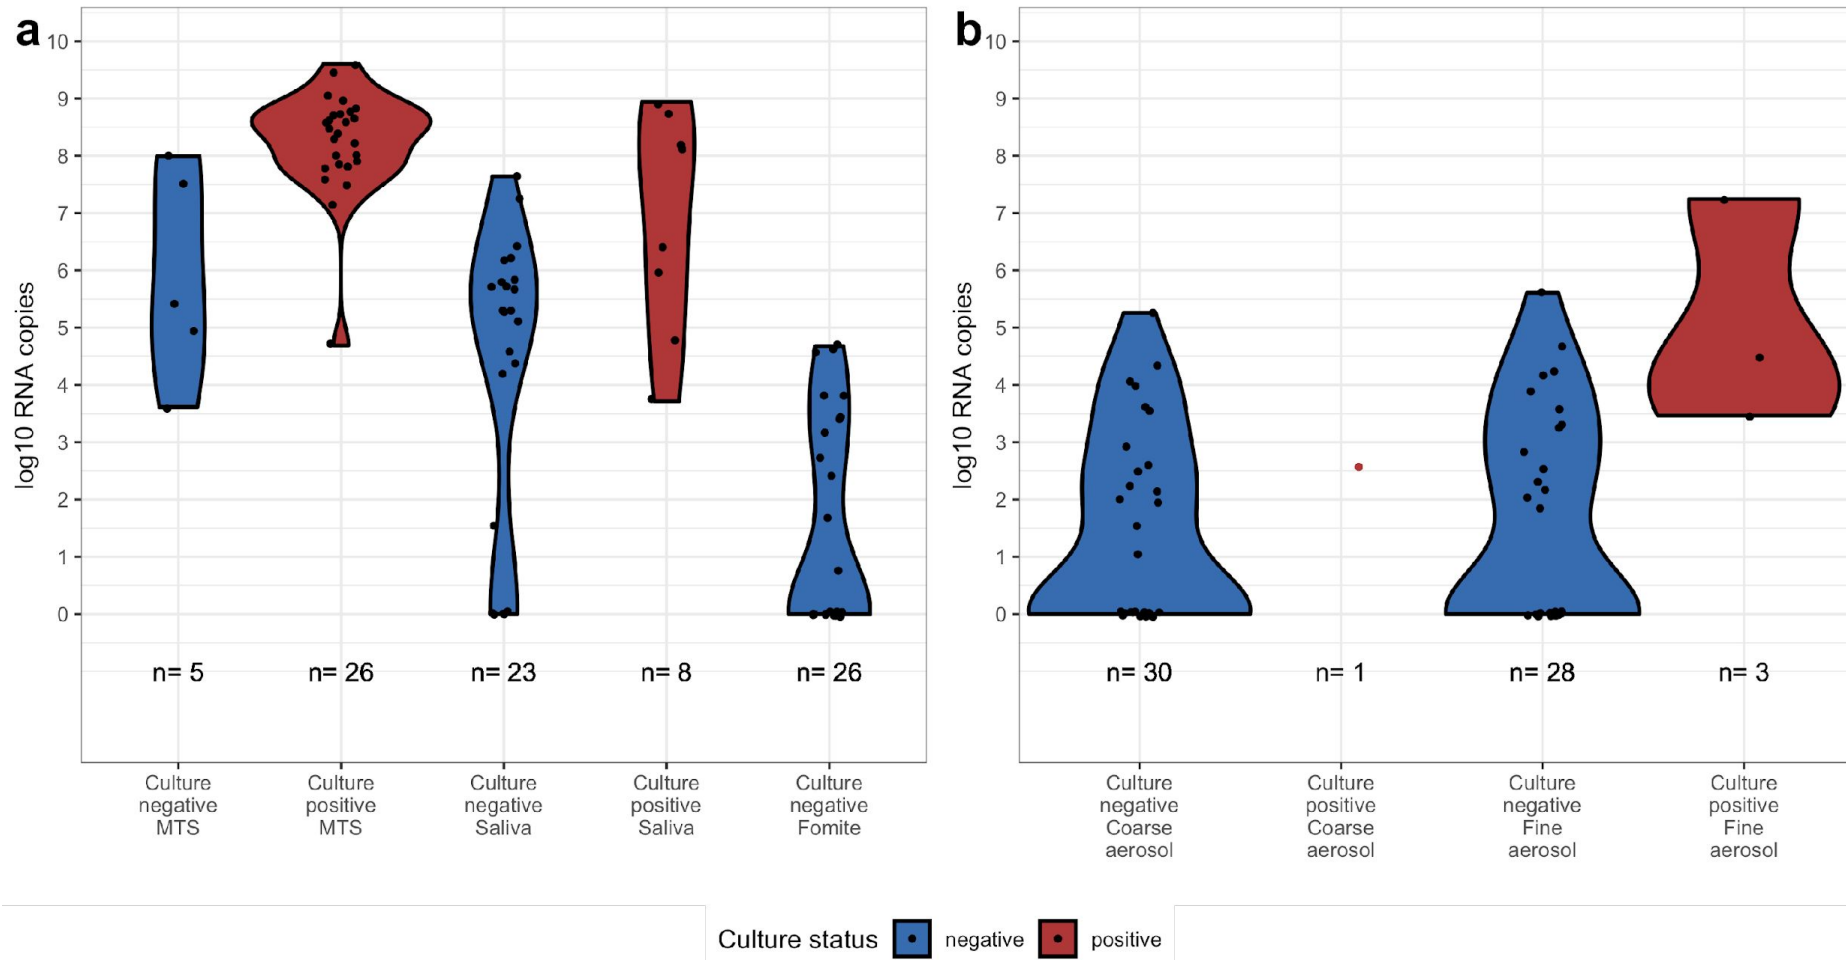 a
10
9
8
7
6
5
4
3
2
1
0
log10 RNA copies
n= 5
n= 26
n= 23
n= 8
n= 26
Culture
negative
MTS
Culture
positive
MTS
Culture
negative
Saliva
Culture
positive
Saliva
Culture
negative
Fomite
b
10
9
8
7
6
5
4
3
2
1
0
log10 RNA copies
n= 30
n= 1
n= 28
n= 3
Culture
negative
Coarse
aerosol
Culture
positive
Coarse
aerosol
Culture
negative
Fine
aerosol
Culture
positive
Fine
aerosol
Culture status negative positive